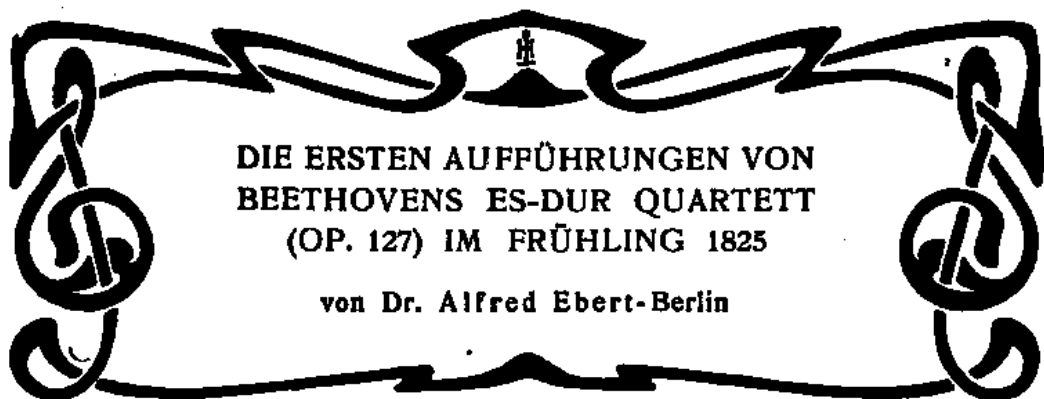 DIE ERSTEN AUFFÜHRUNGEN VON
BEETHOVENS ES-DUR QUARTETT
(OP. 127) IM FRÜHLING 1825
von Dr. Alfred Ebert-Berlin